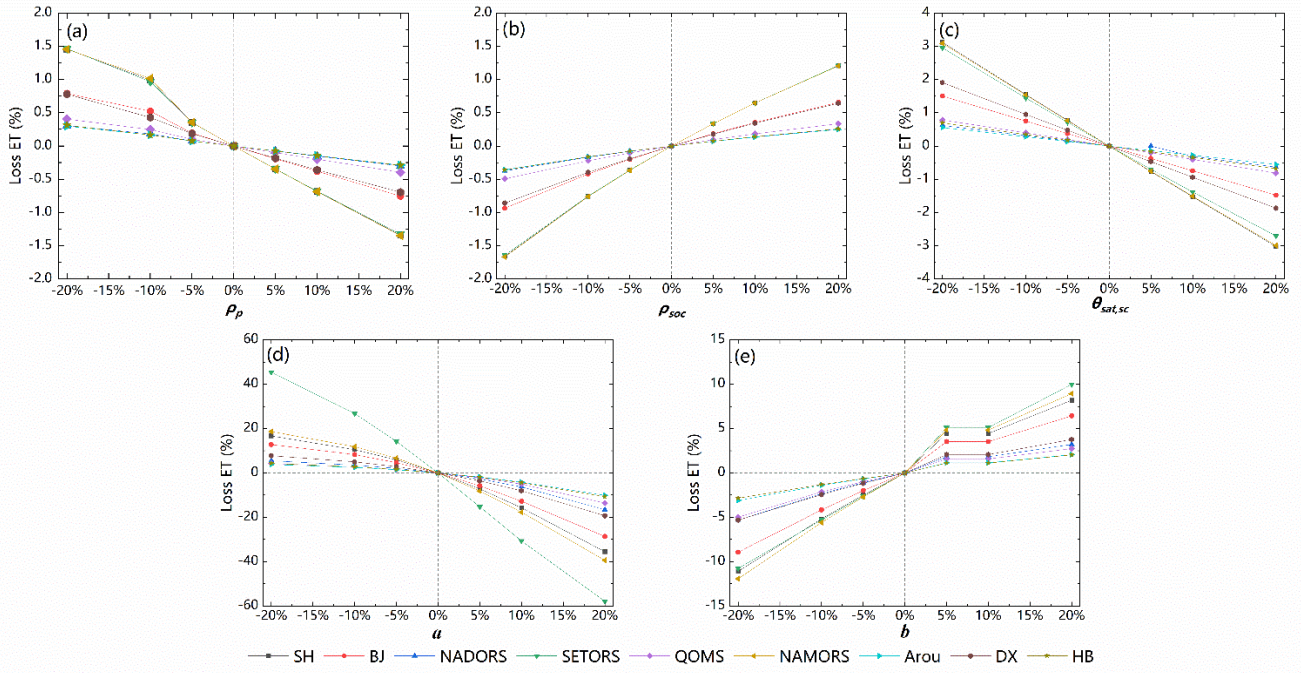 (a)
Loss ET (%)
2.0
1.5
1.0
0.5
0.0
-0.5
-1.0
-1.5
-2.0
-20% -15% -10% -5% 0% 5% 10% 15% 20%
ρp
(b)
Loss ET (%)
2.0
1.5
1.0
0.5
0.0
-0.5
-1.0
-1.5
-2.0
-20% -15% -10% -5% 0% 5% 10% 15% 20%
ρsoc
(c)
Loss ET (%)
4
3
2
1
0
-1
-2
-3
-4
-20% -15% -10% -5% 0% 5% 10% 15% 20%
θsat,sc
(d)
Loss ET (%)
60
40
20
0
-20
-40
-60
-20% -15% -10% -5% 0% 5% 10% 15% 20%
a
(e)
Loss ET (%)
15
10
5
0
-5
-10
-15
-20% -15% -10% -5% 0% 5% 10% 15% 20%
b
SH BJ NADORS SETORS QOMS NAMORS Arou DX HB